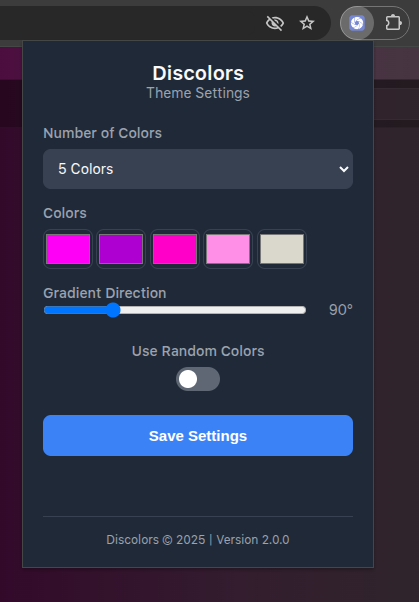 Discolors
Theme Settings
Number of Colors
5 Colors
Colors
Gradient Direction
90°
Use Random Colors
Save Settings
Discolors © 2025 | Version 2.0.0